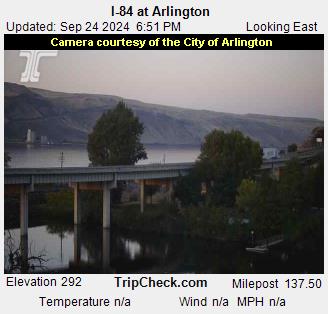 I-84 at Arlington
Updated: Sep 24 2024 6:51 PM Looking East
Camera courtesy of the City of Arlington
Elevation 292 TripCheck.com Milepost 137.50
Temperature n/a Wind n/a MPH n/a